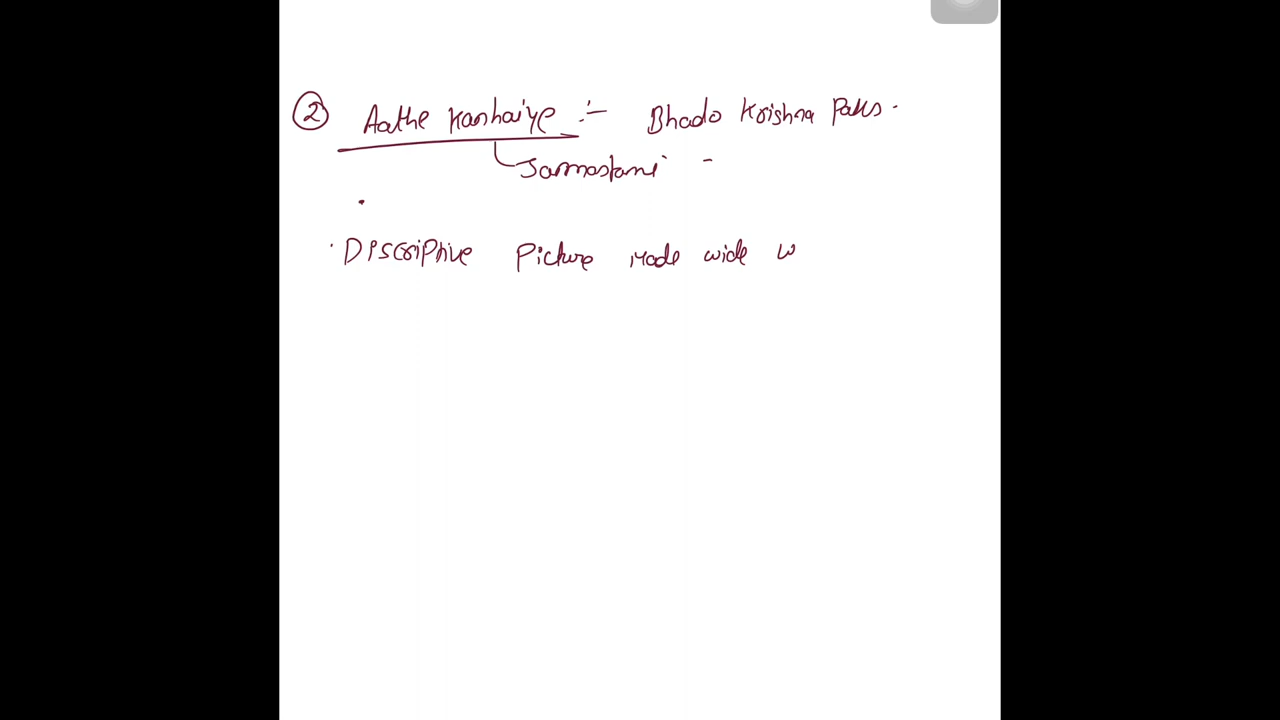 ② Aathe Kanhaiye :- Bhado Krishna Paks.
Janmastami -
. Discriptive Picture Made wide w